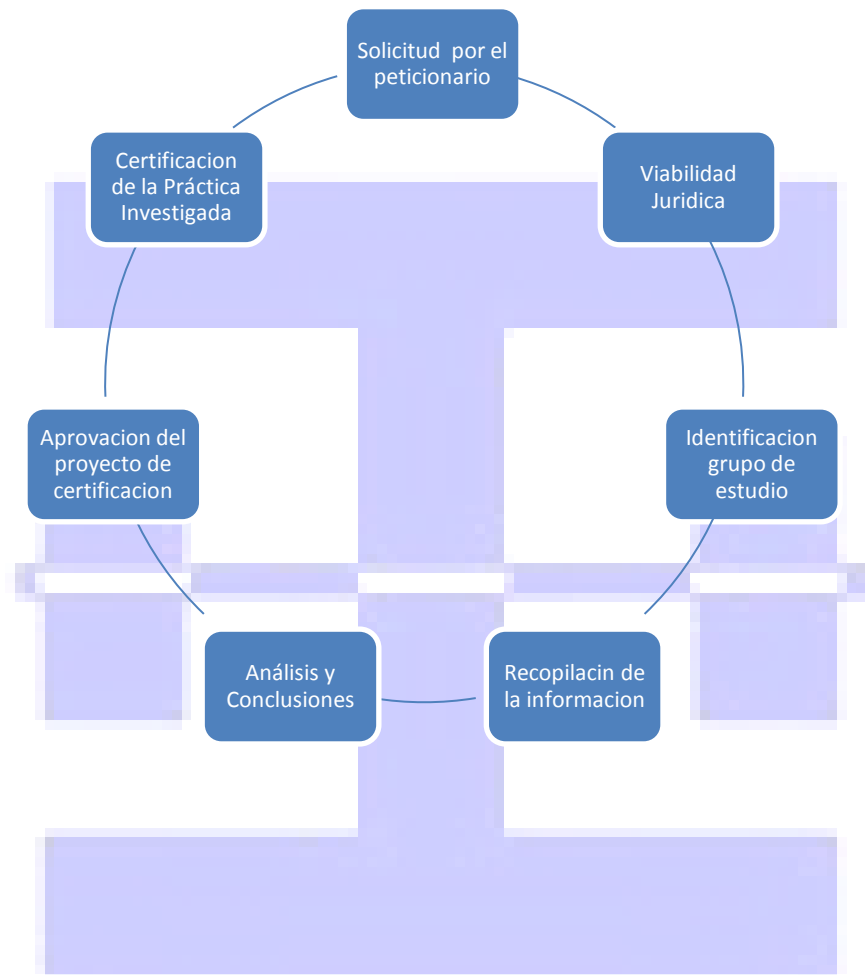 Solicitud por el
peticionario
Viabilidad
Juridica
Identificacion
grupo de
estudio
Recopilacin de
la informacion
Análisis y
Conclusiones
Aprovacion del
proyecto de
certificacion
Certificacion
de la Práctica
Investigada